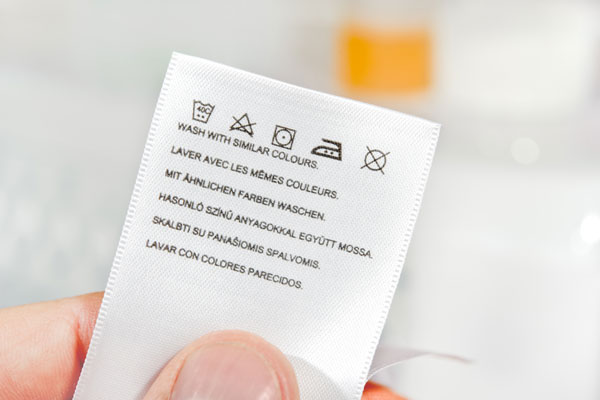 40C
WASH WITH SIMILAR COLOURS.
LAVER AVEC LES MÊMES COULEURS.
MIT ÄHNLICHEN FARBEN WASCHEN.
HASONLÓ SZÍNŰ ANYAGOKKAL EGYÜTT MOSSA.
SKALBTI SU PANAŠIOMIS SPALVOMIS.
LAVAR CON COLORES PARECIDOS.